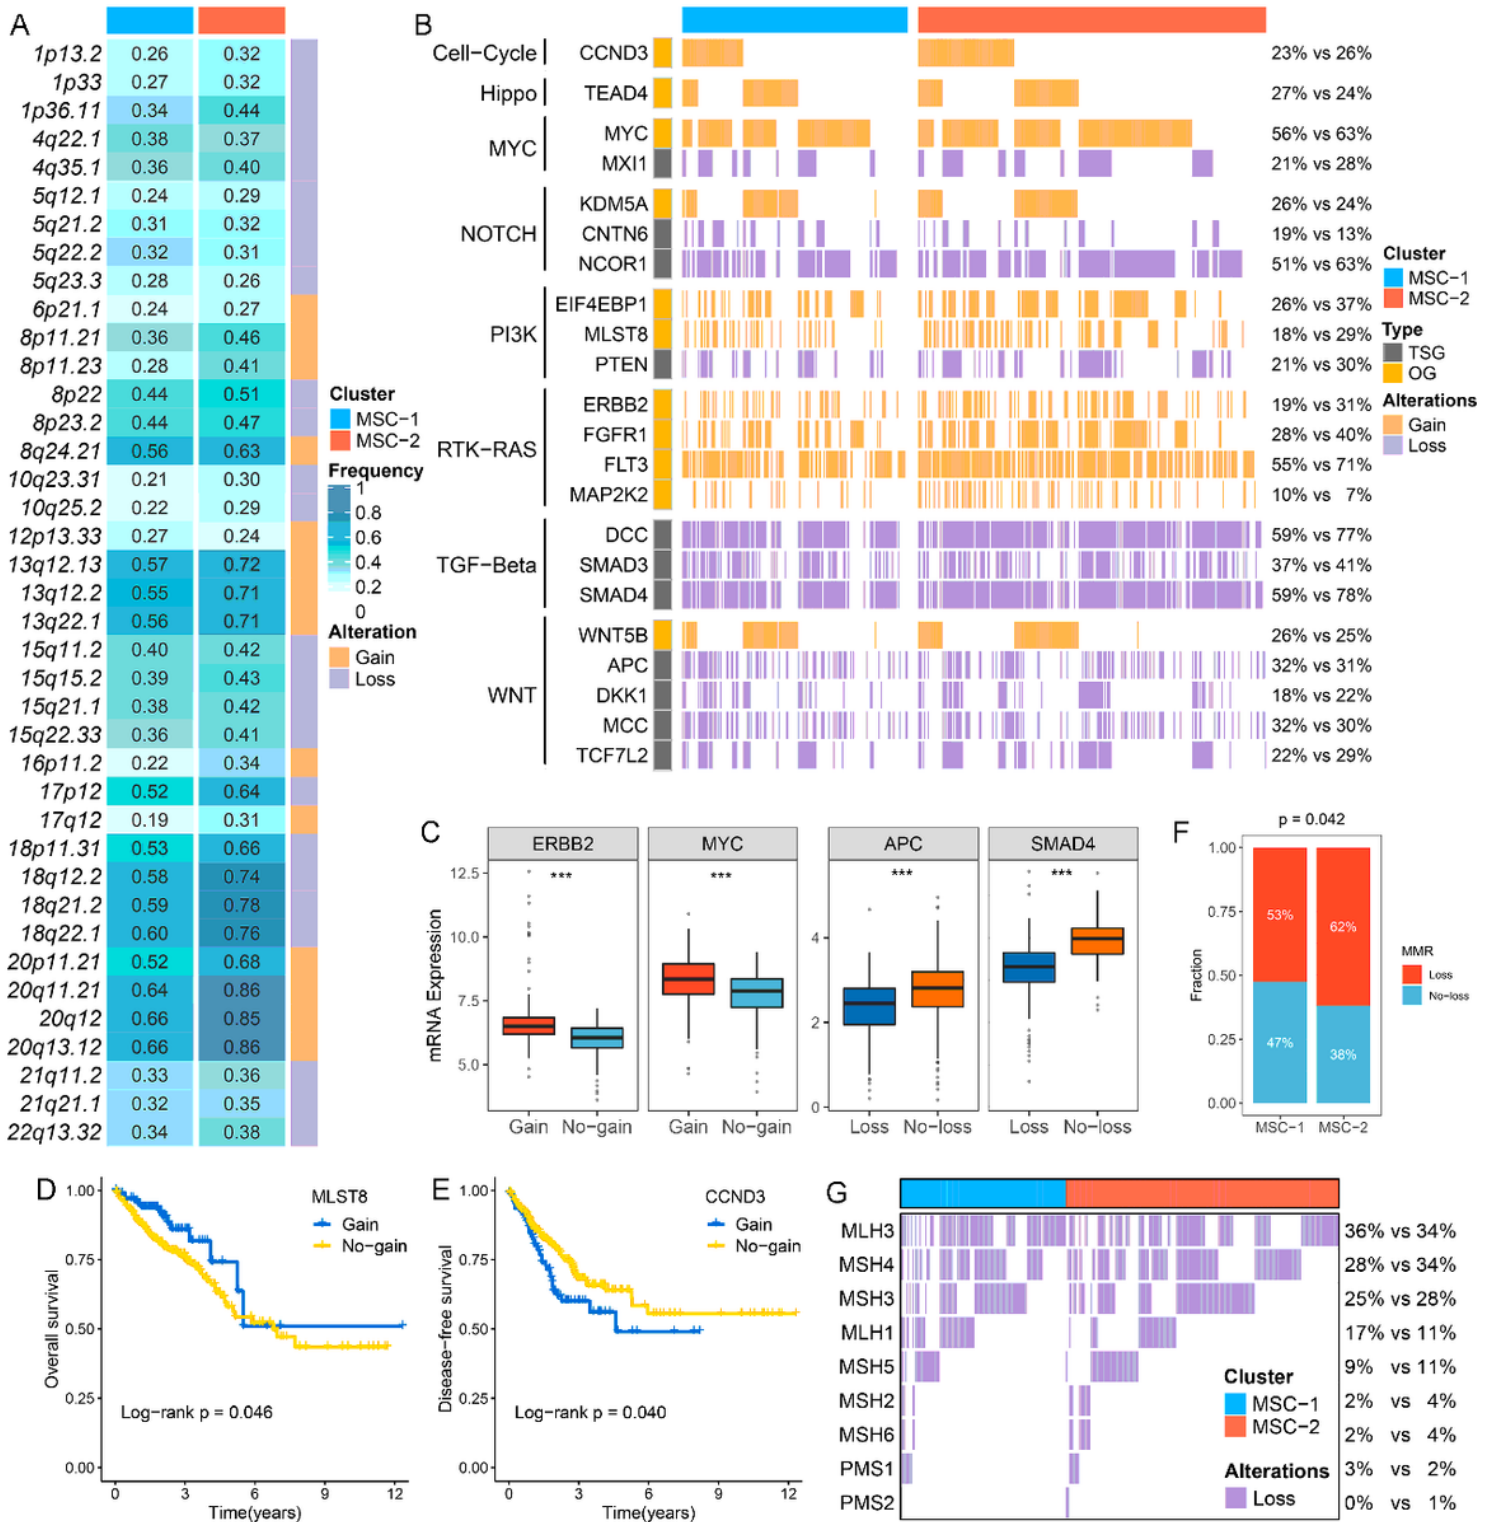 A
1p13.2 0.26 0.32
1p33 0.27 0.32
1p36.11 0.34 0.44
4q22.1 0.38 0.37
4q35.1 0.36 0.40
5q12.1 0.24 0.29
5q21.2 0.31 0.32
5q22.2 0.32 0.31
5q23.3 0.28 0.26
6p21.1 0.24 0.27
8p11.21 0.36 0.46
8p11.23 0.28 0.41
8p22 0.44 0.51
8p23.2 0.44 0.47
8q24.21 0.56 0.63
10q23.31 0.21 0.30
10q25.2 0.22 0.29
12p13.33 0.27 0.24
13q12.13 0.57 0.72
13q12.2 0.55 0.71
13q22.1 0.56 0.71
15q11.2 0.40 0.42
15q15.2 0.39 0.43
15q21.1 0.38 0.42
15q22.33 0.36 0.41
16p11.2 0.22 0.34
17p12 0.52 0.64
17q12 0.19 0.31
18p11.31 0.53 0.66
18q12.2 0.58 0.74
18q21.2 0.59 0.78
18q22.1 0.60 0.76
20p11.21 0.52 0.68
20q11.21 0.64 0.86
20q12 0.66 0.85
20q13.12 0.66 0.86
21q11.2 0.33 0.36
21q21.1 0.32 0.35
22q13.32 0.34 0.38
Cluster
MSC−1
MSC−2
Frequency
1
0.8
0.6
0.4
0.2
0
Alteration
Gain
Loss
B
Cell−Cycle CCND3 23% vs 26%
Hippo TEAD4 27% vs 24%
MYC
MYC 56% vs 63%
MXI1 21% vs 28%
NOTCH
KDM5A 26% vs 24%
CNTN6 19% vs 13%
NCOR1 51% vs 63%
PI3K
EIF4EBP1 26% vs 37%
MLST8 18% vs 29%
PTEN 21% vs 30%
RTK−RAS
ERBB2 19% vs 31%
FGFR1 28% vs 40%
FLT3 55% vs 71%
MAP2K2 10% vs 7%
TGF−Beta
DCC 59% vs 77%
SMAD3 37% vs 41%
SMAD4 59% vs 78%
WNT
WNT5B 26% vs 25%
APC 32% vs 31%
DKK1 18% vs 22%
MCC 32% vs 30%
TCF7L2 22% vs 29%
Cluster
MSC−1
MSC−2
Type
TSG
OG
Alterations
Gain
Loss
C
ERBB2 MYC APC SMAD4
*** *** *** ***
mRNA Expression
12.5
10.0
7.5
5.0
4
2
0
Gain No−gain Gain No−gain Loss No−loss Loss No−loss
F
p = 0.042
Fraction
1.00
0.75
0.50
0.25
0.00
53% 62%
47% 38%
MSC−1 MSC−2
MMR
Loss
No−loss
D
Overall survival
1.00
0.75
0.50
0.25
0.00
MLST8
Gain
No−gain
Log−rank p = 0.046
0 3 6 9 12
Time(years)
E
Disease−free survival
1.00
0.75
0.50
0.25
0.00
CCND3
Gain
No−gain
Log−rank p = 0.040
0 3 6 9 12
Time(years)
G
MLH3 36% vs 34%
MSH4 28% vs 34%
MSH3 25% vs 28%
MLH1 17% vs 11%
MSH5 9% vs 11%
MSH2 2% vs 4%
MSH6 2% vs 4%
PMS1 3% vs 2%
PMS2 0% vs 1%
Cluster
MSC−1
MSC−2
Alterations
Loss